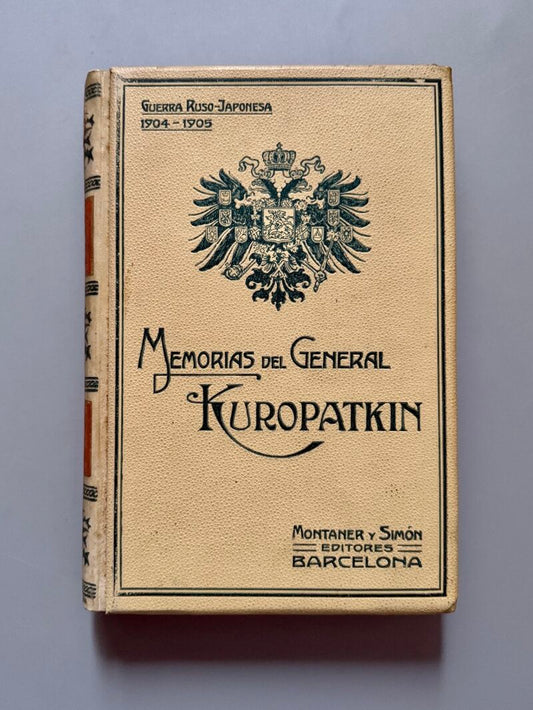 Guerra Ruso-Japonesa
1904-1905
Memorias del General
Kuropatkin
Montaner y Simón
Editores
Barcelona